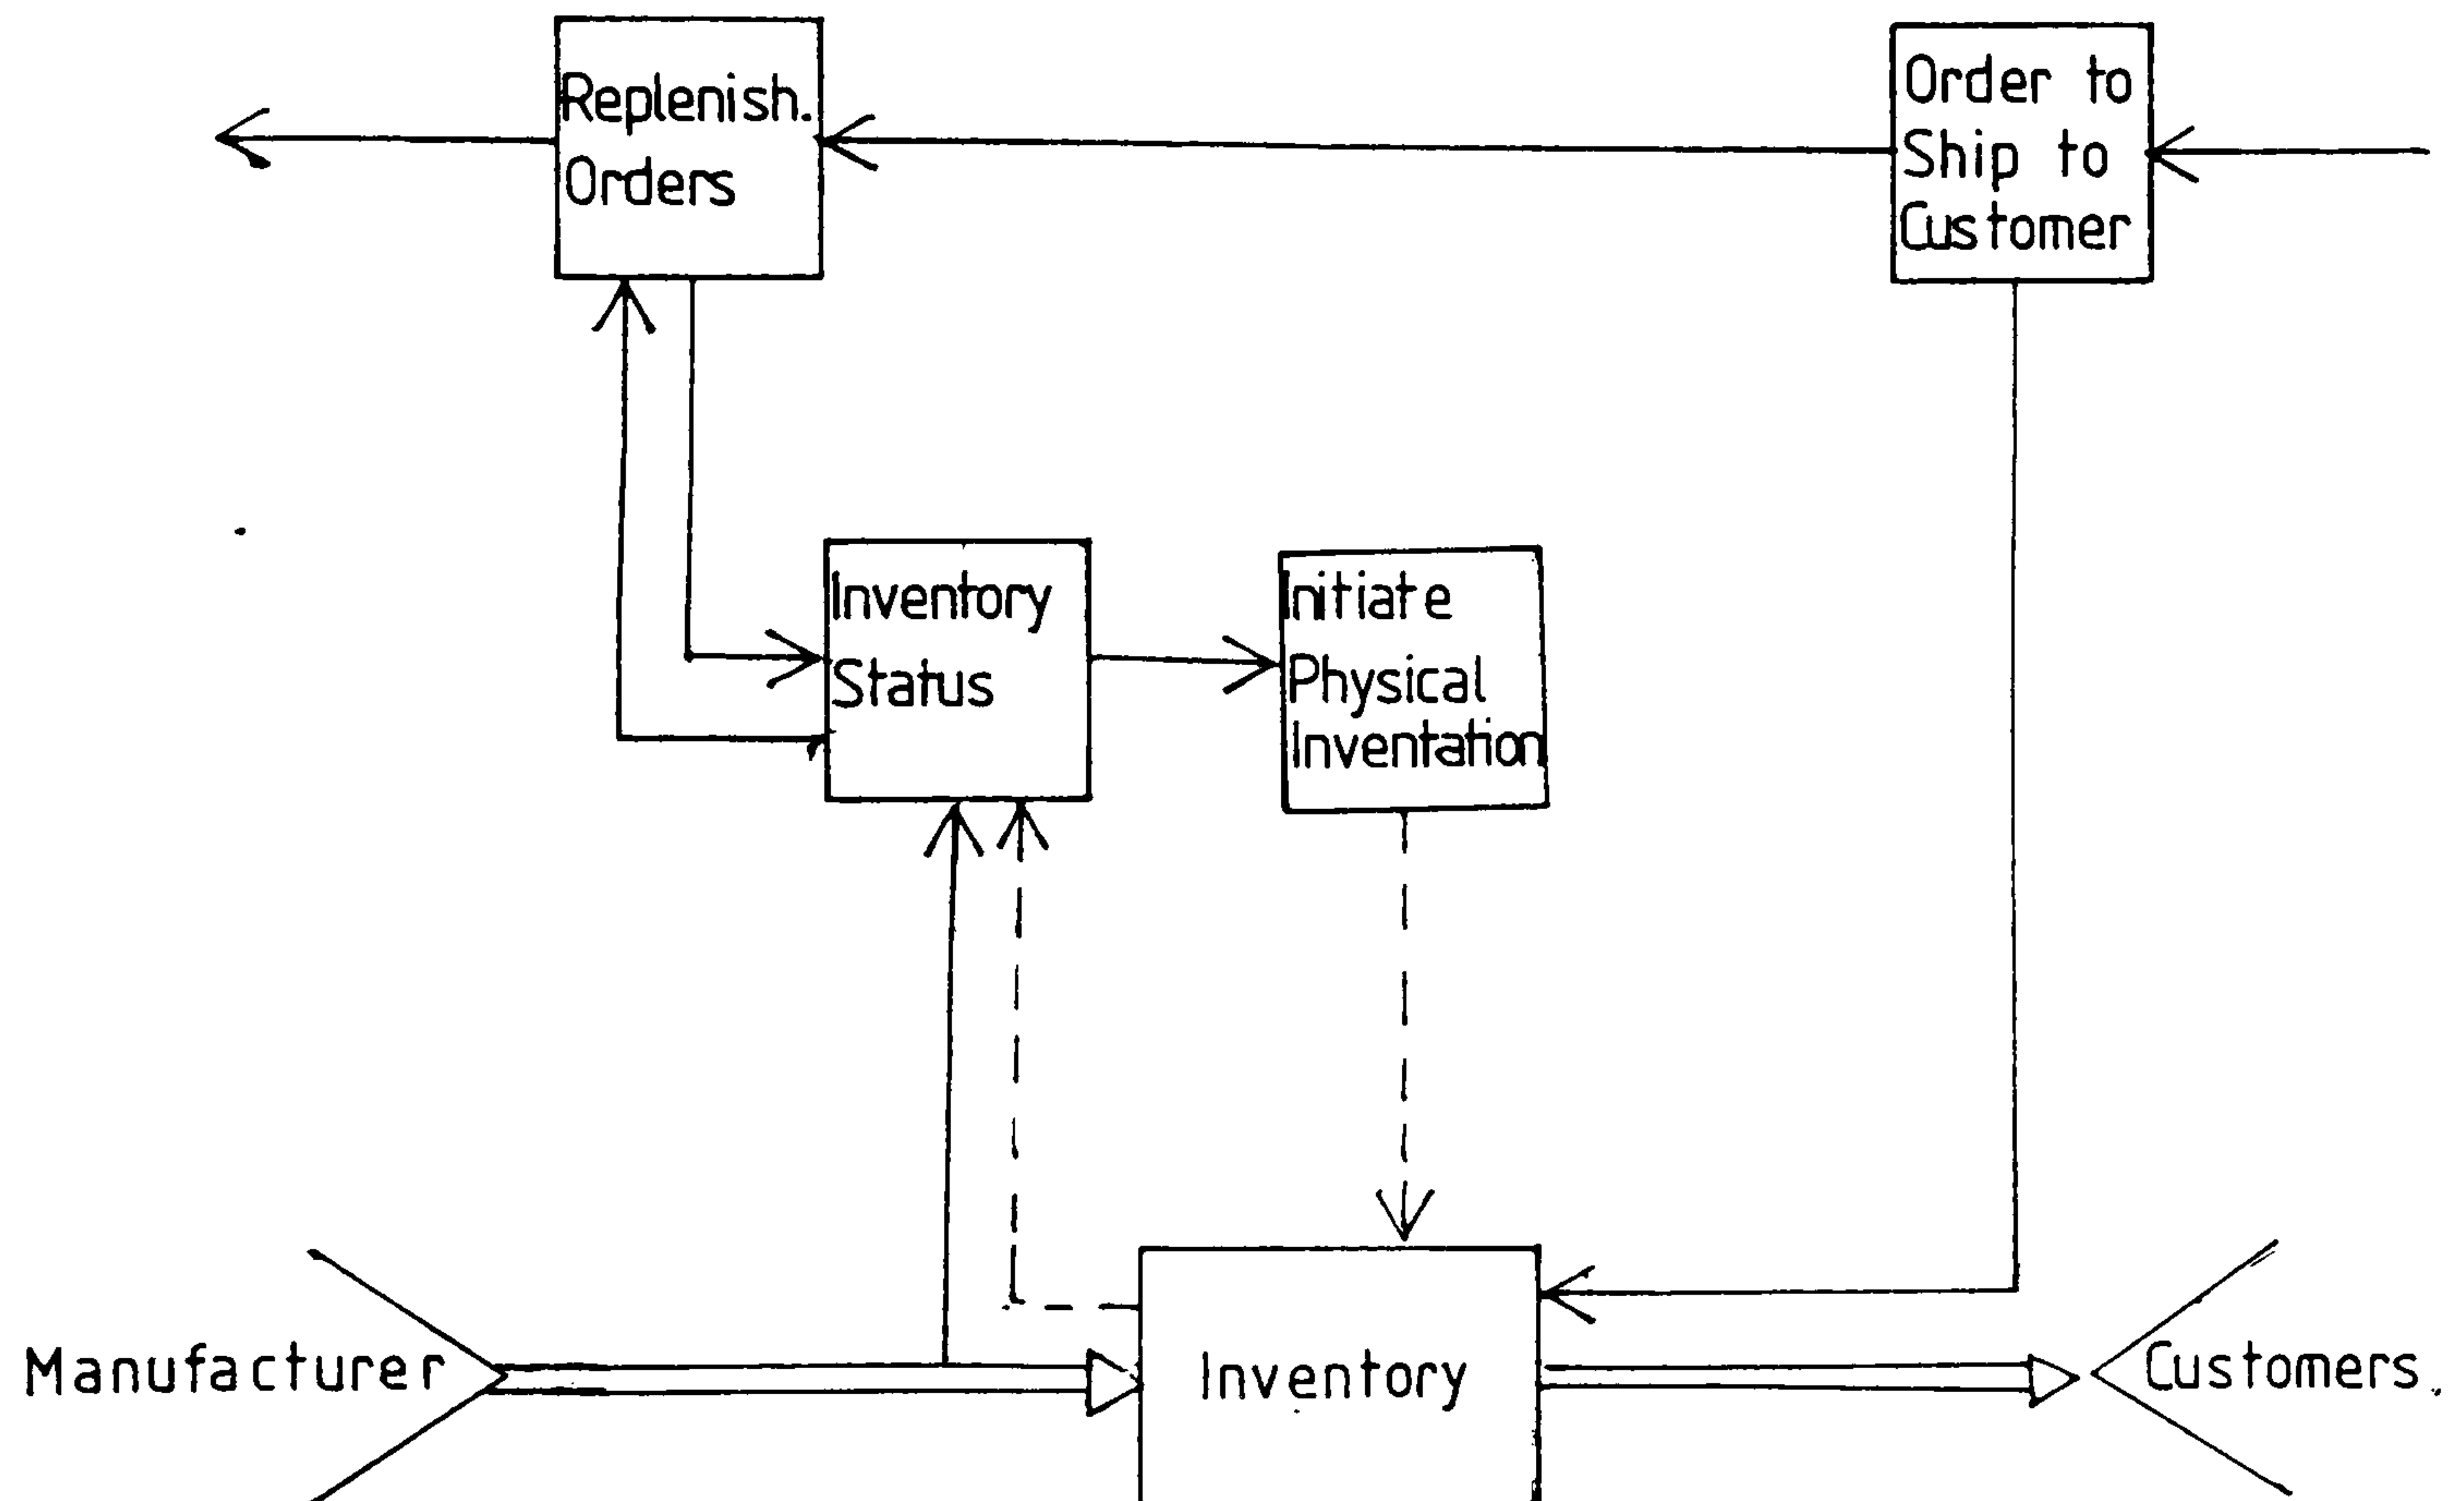 Replenish.
Orders
Order to
Ship to
Customer
Inventory
Status
Initiate
Physical
Inventation
Manufacturer
Inventory
Customers.